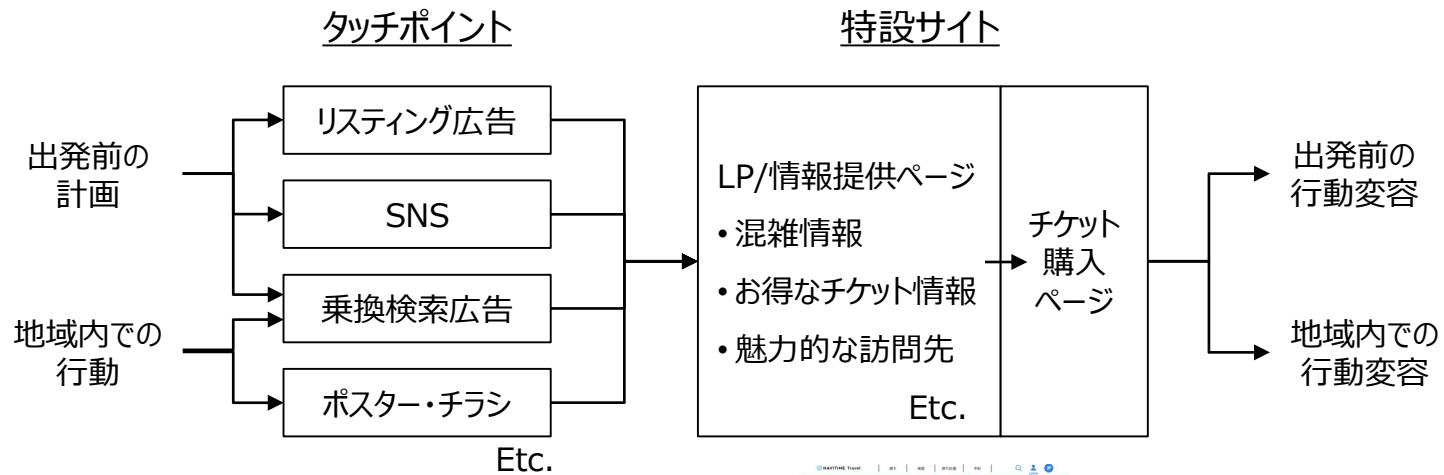 タッチポイント
特設サイト
出発前の
計画
地域内での
行動
リスティング広告
SNS
乗換検索広告
ポスター・チラシ
Etc.
LP/情報提供ページ
• 混雑情報
• お得なチケット情報
• 魅力的な訪問先
Etc.
チケット
購入
ページ
出発前の
行動変容
地域内での
行動変容
NAVITIME Travel